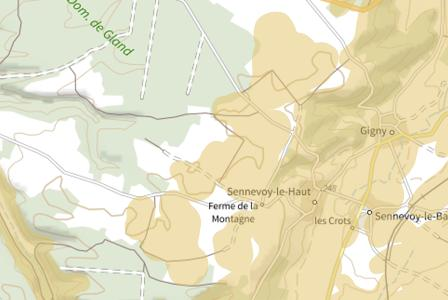 Dom. de Gland
Gigny
Sennevoy-le-Haut
248
Ferme de la
Montagne
les Crots
Sennevoy-le-Ba